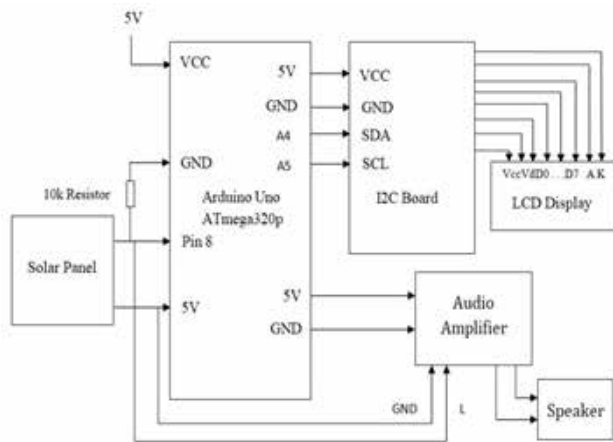 5V
VCC
GND
10k Resistor
Pin 8
Solar Panel
5V
Arduino Uno
ATmega320p
5V
GND
A4
A5
5V
GND
VCC
GND
SDA
SCL
I2C Board
VccVdD0 . . .D7 A K
LCD Display
Audio
Amplifier
GND
L
Speaker